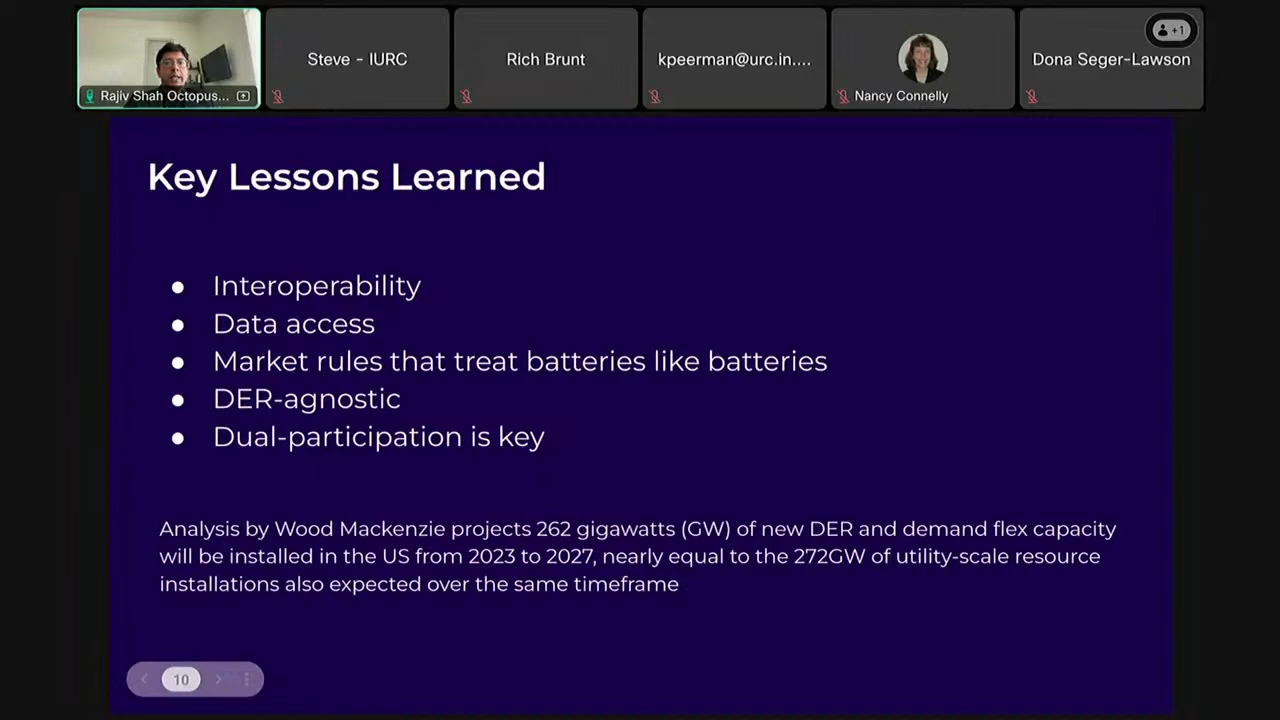 Rajiv Shah Octopus...
Steve - IURC
Rich Brunt
kpeerman@urc.in....
Nancy Connelly
Dona Seger-Lawson
+1
Key Lessons Learned
● Interoperability
● Data access
● Market rules that treat batteries like batteries
● DER-agnostic
● Dual-participation is key
Analysis by Wood Mackenzie projects 262 gigawatts (GW) of new DER and demand flex capacity
will be installed in the US from 2023 to 2027, nearly equal to the 272GW of utility-scale resource
installations also expected over the same timeframe
10